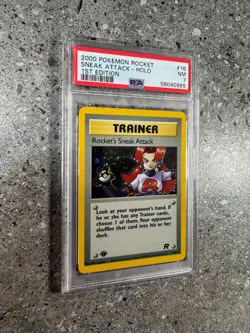 2000 POKEMON ROCKET #16
SNEAK ATTACK-HOLO NM
1ST EDITION 7
PSA 58040965
TRAINER
Rocket's Sneak Attack
Look at your opponent's hand. If
he or she has any Trainer cards,
choose 1 of them. Your opponent
shuffles that card into his or her
deck.